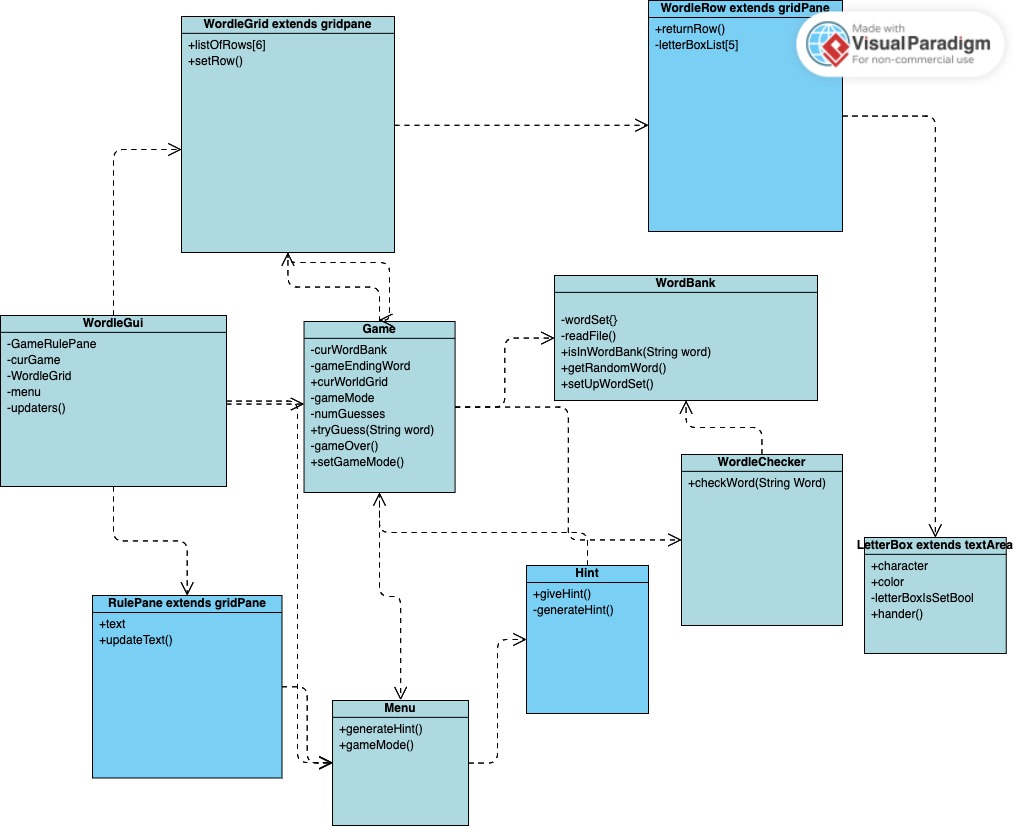 WordleGrid extends gridpane
+listOfRows[6]
+setRow()
WordleRow extends gridPane
+returnRow()
-letterBoxList[5]
Made with
Visual Paradigm
For non-commercial use
WordleGui
-GameRulePane
-curGame
-WordleGrid
-menu
-updaters()
Game
-curWordBank
-gameEndingWord
+curWorldGrid
-gameMode
-numGuesses
+tryGuess(String word)
-gameOver()
+setGameMode()
WordBank
-wordSet{}
-readFile()
+isInWordBank(String word)
+getRandomWord()
+setUpWordSet()
WordleChecker
+checkWord(String Word)
LetterBox extends textArea
+character
+color
-letterBoxIsSetBool
+hander()
RulePane extends gridPane
+text
+updateText()
Hint
+giveHint()
-generateHint()
Menu
+generateHint()
+gameMode()